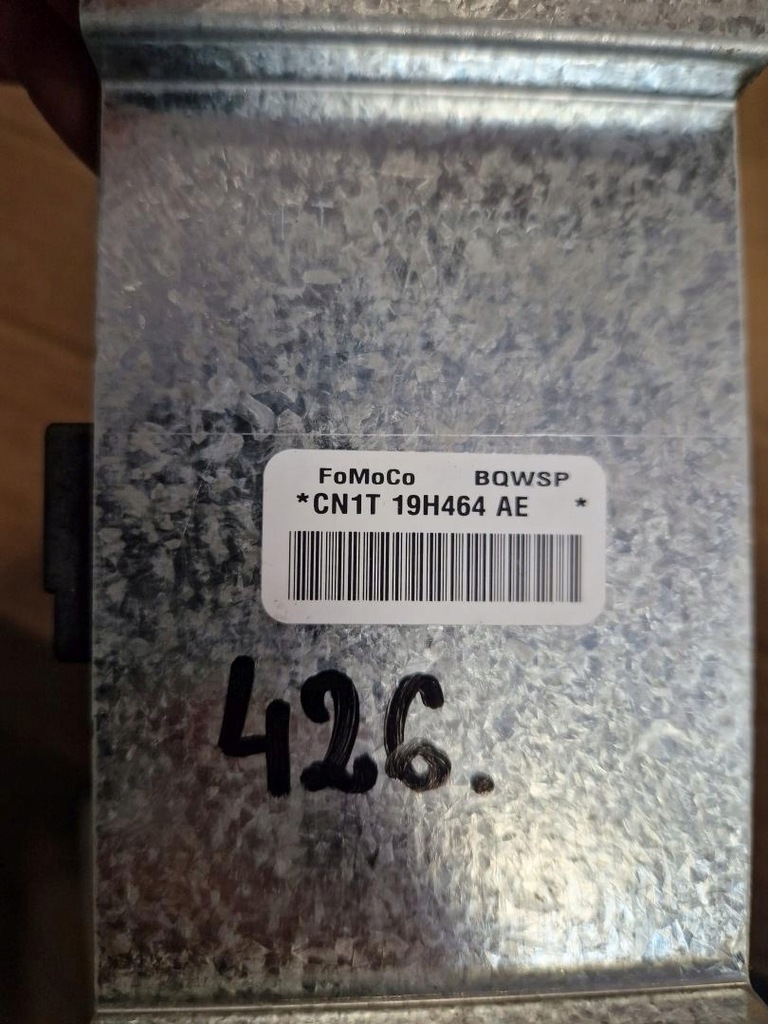 FoMoCo BQWSP
*CN1T 19H464 AE *
426.